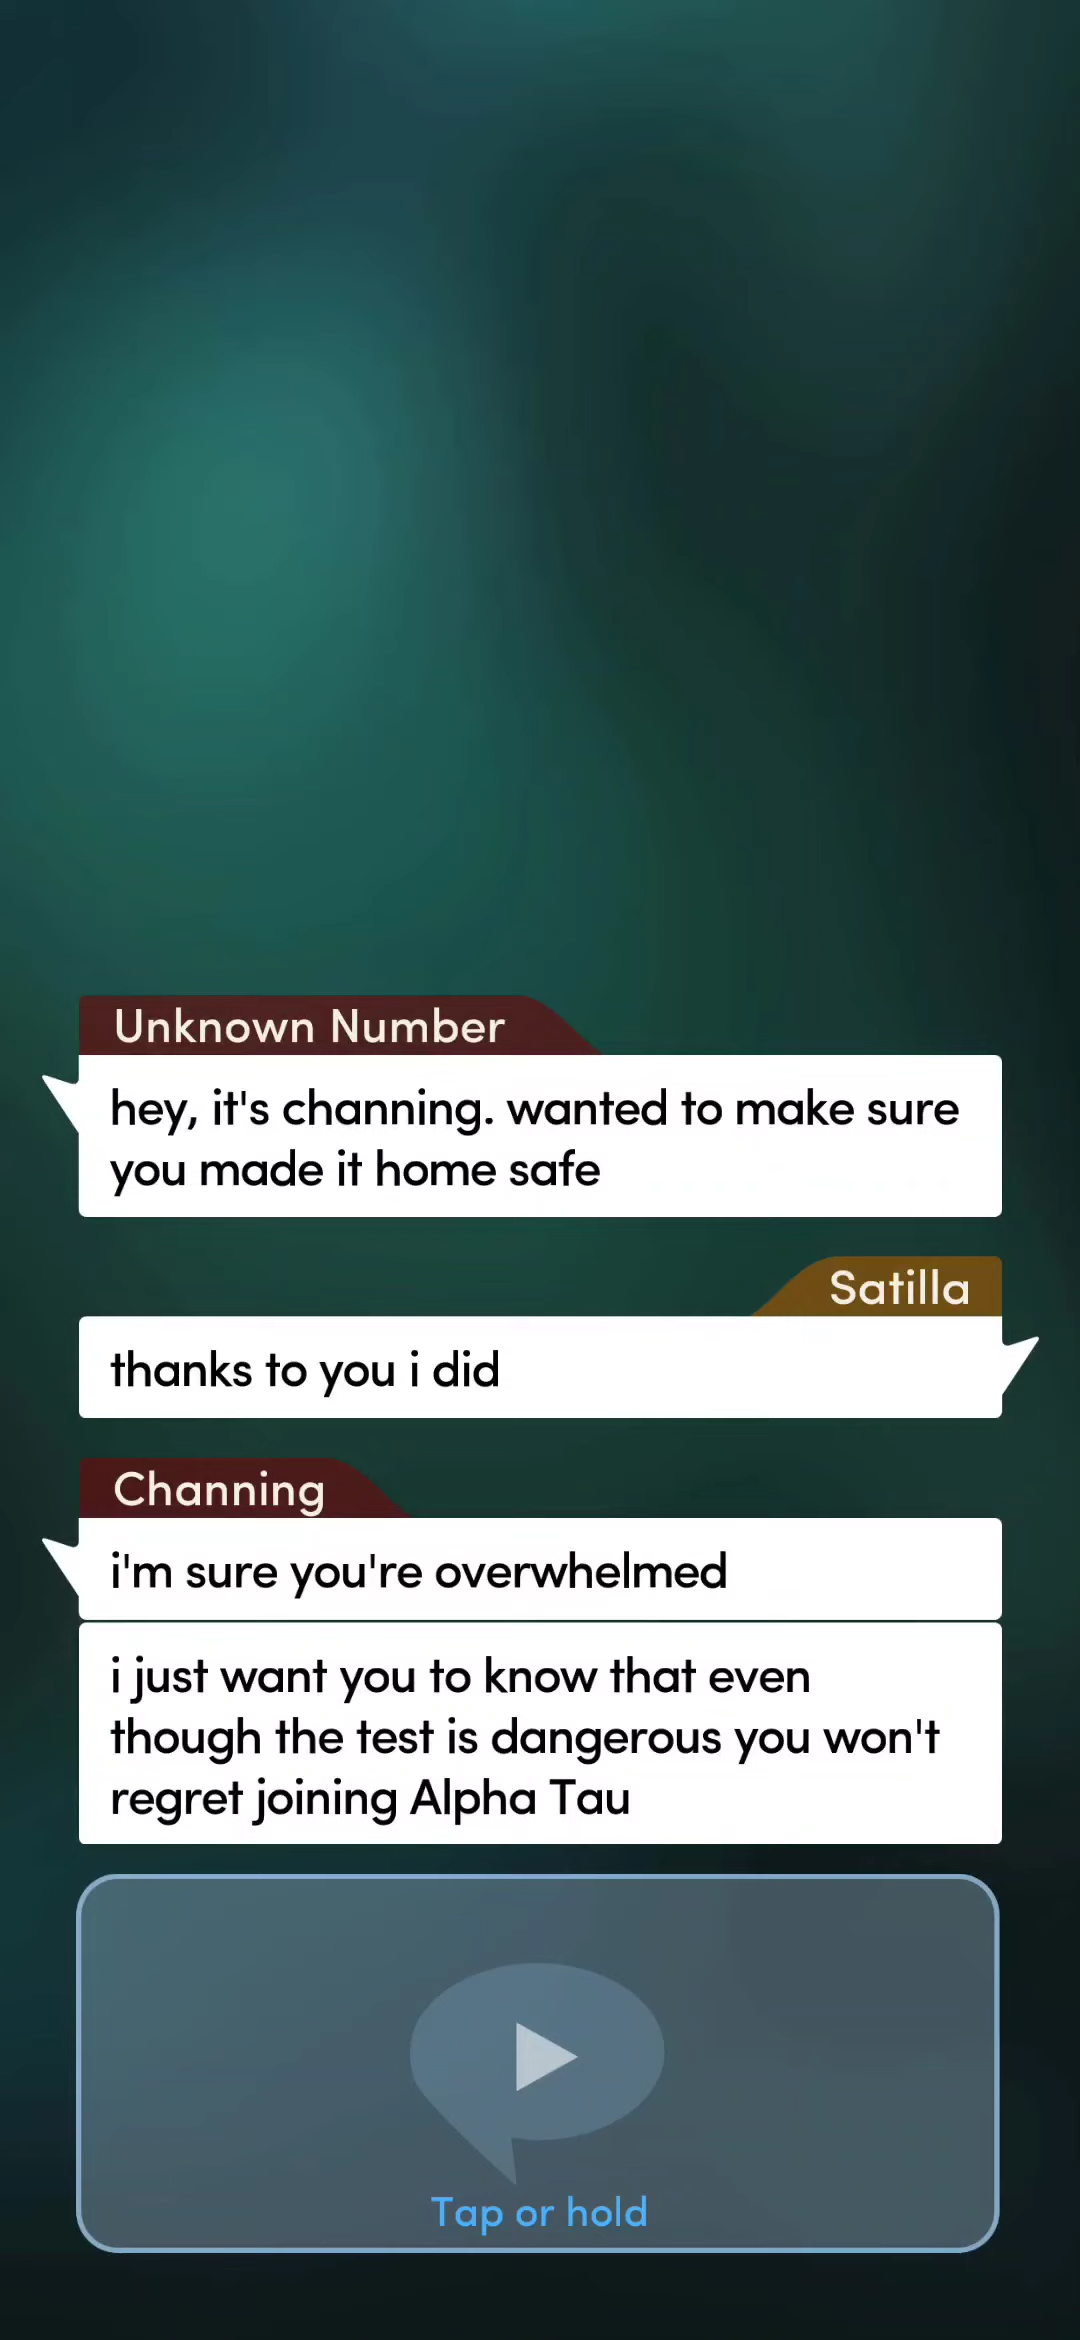 Unknown Number
hey, it's channing. wanted to make sure
you made it home safe
Satilla
thanks to you i did
Channing
i'm sure you're overwhelmed
i just want you to know that even
though the test is dangerous you won't
regret joining Alpha Tau
Tap or hold